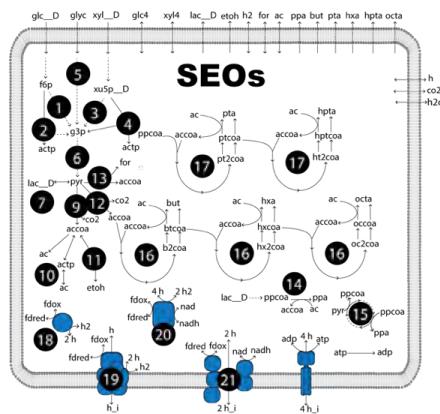 glc__D glyc xyl__D glc4 xyl4 lac__D etoh h2 for ac ppa but pta hxa hpta octa
SEOs
h
co2
h2o
f6p
5
xu5p__D
1
3
2
g3p
4
actp
actp
6
for
13
lac__D
pyr
accoa
7
9
12
co2
co2
accoa
accoa
ac
10
actp
ac
11
etoh
ppcoa
ac
accoa
pta
ptcoa
pt2coa
17
ac
accoa
hpta
hptcoa
ht2coa
17
ac
accoa
but
btcoa
b2coa
16
ac
accoa
hxa
hxcoa
hx2coa
16
ac
accoa
octa
occoa
oc2coa
16
14
lac__D ppcoa ppa
accoa ac
ppcoa
pyr 15 ppcoa
ppa
fdox
fdred h2
18 2 h
h
fdox 2 h
fdred h2
19
h_i
4 h 2 h2
fdox nad
fdred nadh
20
2 h
fdred fdox nad nadh
21
2 h_i
4 h
adp atp
4 h_i
atp adp